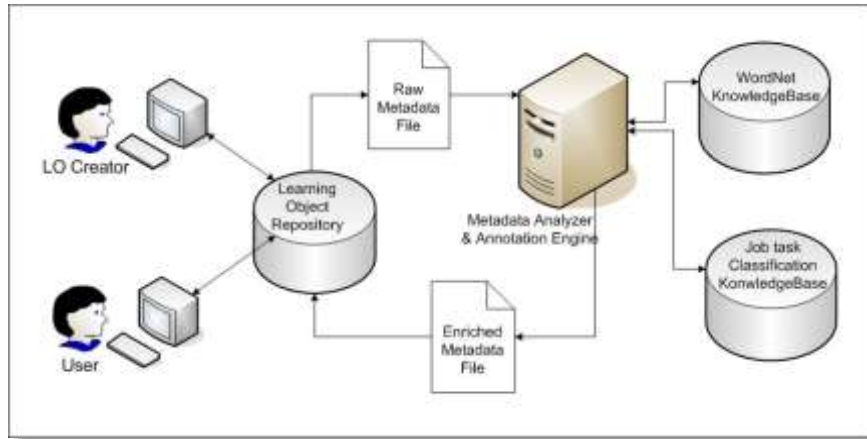 LO Creator
User
Learning
Object
Repository
Raw
Metadata
File
Metadata Analyzer
& Annotation Engine
Enriched
Metadata
File
WordNet
KnowledgeBase
Job task
Classification
KonwledgeBase